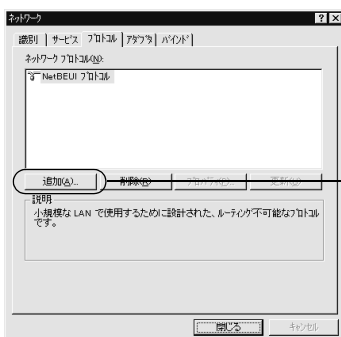 ネットワーク
識別 サービス プロトコル アダプタ バインド
ネットワーク プロトコル(N):
NetBEUI プロトコル
追加(A)... 削除(R) プロパティ(P)... 更新(U)
説明
小規模な LAN で使用するために設計された、ルーティング不可能なプロトコル
です。
閉じる キャンセル